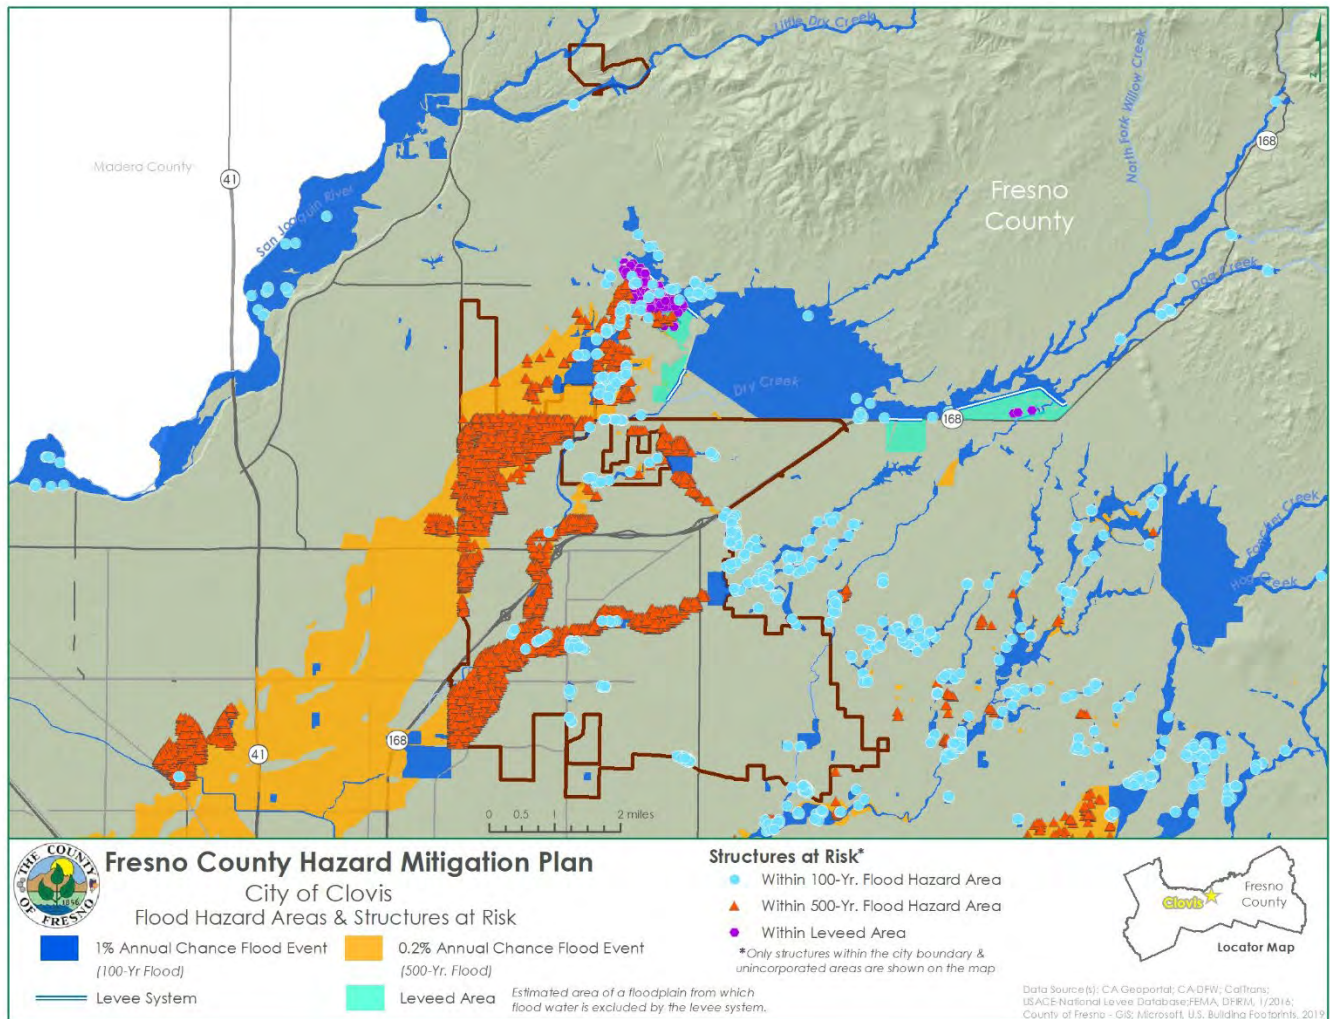 Little Dry Creek
North Fork Willow Creek
168
Madera County
41
San Joaquin River
Fresno
County
Dog Creek
Dry Creek
168
Fancher Creek
Hog Creek
168
41
0 0.5 1 2 miles
THE COUNTY
OF FRESNO
1856
Fresno County Hazard Mitigation Plan
City of Clovis
Flood Hazard Areas & Structures at Risk
1% Annual Chance Flood Event
(100-Yr Flood)
0.2% Annual Chance Flood Event
(500-Yr. Flood)
Levee System
Leveed Area
Estimated area of a floodplain from which
flood water is excluded by the levee system.
Structures at Risk*
Within 100-Yr. Flood Hazard Area
Within 500-Yr. Flood Hazard Area
Within Leveed Area
*Only structures within the city boundary &
unincorporated areas are shown on the map
Clovis
Fresno
County
Locator Map
Data Source(s): CA Geoportal; CA DFW; CalTrans;
USACE-National Levee Database;FEMA, DFIRM, 1/2016;
County of Fresno - GIS; Microsoft, U.S. Building Footprints, 2019